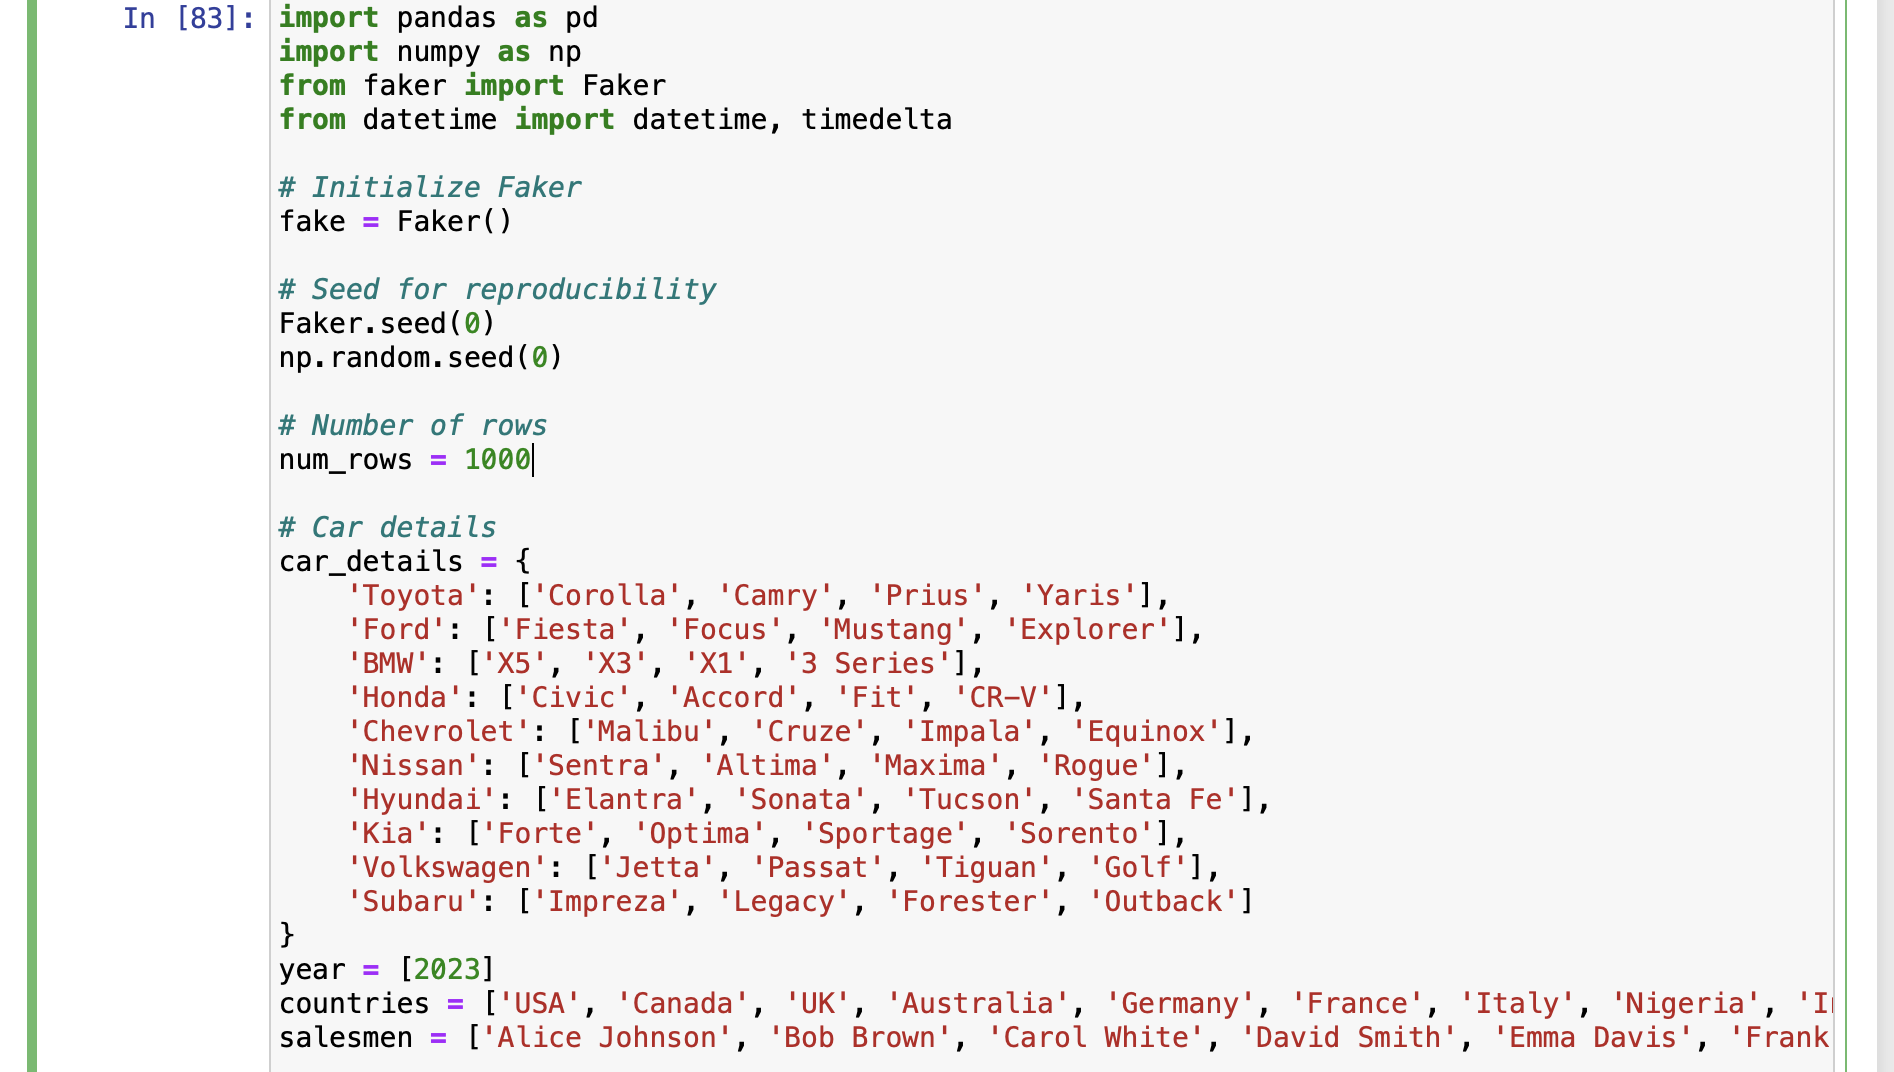 In [83]: import pandas as pd
import numpy as np
from faker import Faker
from datetime import datetime, timedelta
# Initialize Faker
fake = Faker()
# Seed for reproducibility
Faker.seed(0)
np.random.seed(0)
# Number of rows
num_rows = 1000
# Car details
car_details = {
    'Toyota': ['Corolla', 'Camry', 'Prius', 'Yaris'],
    'Ford': ['Fiesta', 'Focus', 'Mustang', 'Explorer'],
    'BMW': ['X5', 'X3', 'X1', '3 Series'],
    'Honda': ['Civic', 'Accord', 'Fit', 'CR-V'],
    'Chevrolet': ['Malibu', 'Cruze', 'Impala', 'Equinox'],
    'Nissan': ['Sentra', 'Altima', 'Maxima', 'Rogue'],
    'Hyundai': ['Elantra', 'Sonata', 'Tucson', 'Santa Fe'],
    'Kia': ['Forte', 'Optima', 'Sportage', 'Sorento'],
    'Volkswagen': ['Jetta', 'Passat', 'Tiguan', 'Golf'],
    'Subaru': ['Impreza', 'Legacy', 'Forester', 'Outback']
}
year = [2023]
countries = ['USA', 'Canada', 'UK', 'Australia', 'Germany', 'France', 'Italy', 'Nigeria',
salesmen = ['Alice Johnson', 'Bob Brown', 'Carol White', 'David Smith', 'Emma Davis', 'Frank